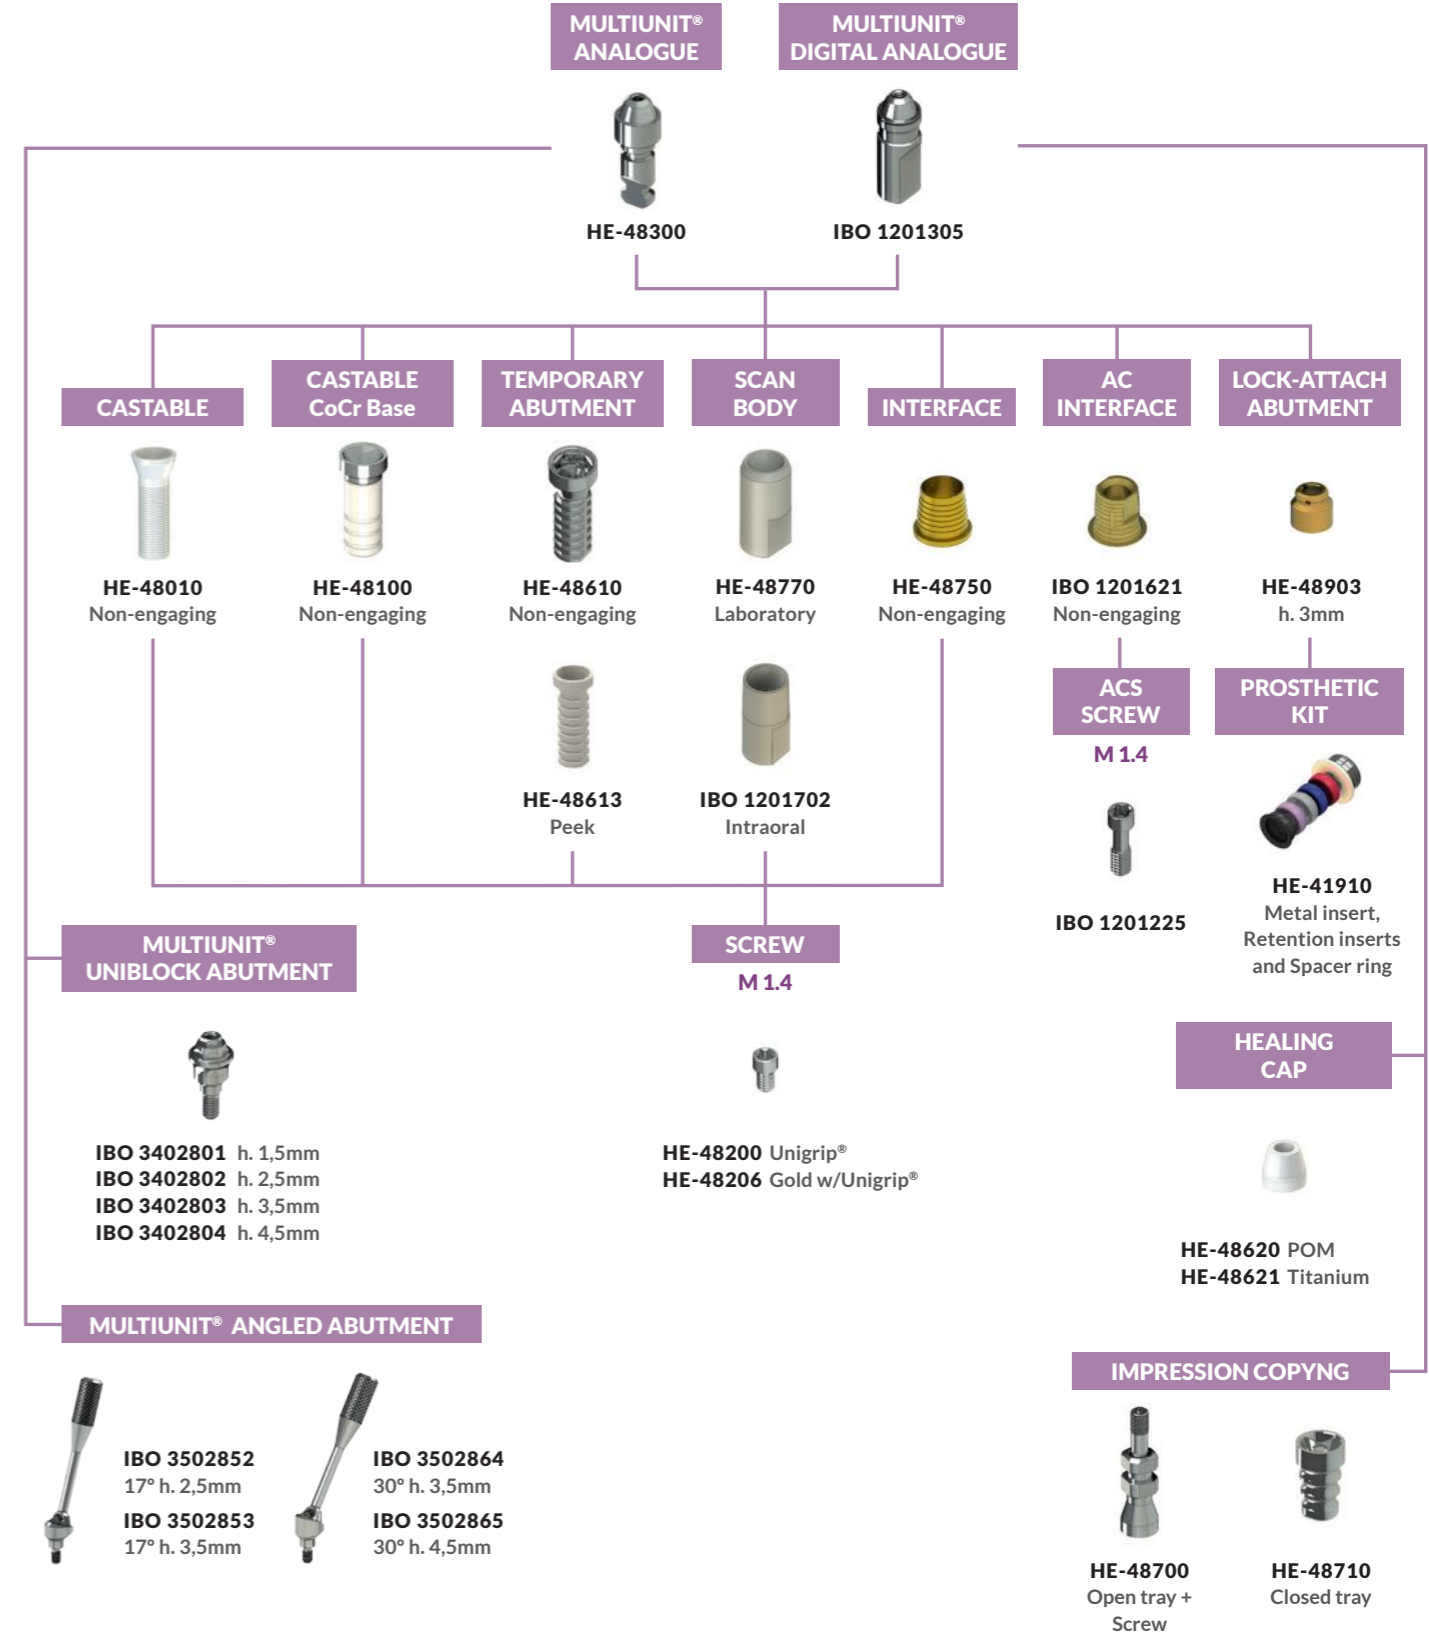 MULTIUNIT®
ANALOGUE
MULTIUNIT®
DIGITAL ANALOGUE
HE-48300
IBO 1201305
CASTABLE
CASTABLE
CoCr Base
TEMPORARY
ABUTMENT
SCAN
BODY
INTERFACE
AC
INTERFACE
LOCK-ATTACH
ABUTMENT
HE-48010
Non-engaging
HE-48100
Non-engaging
HE-48610
Non-engaging
HE-48770
Laboratory
HE-48750
Non-engaging
IBO 1201621
Non-engaging
HE-48903
h. 3mm
HE-48613
Peek
IBO 1201702
Intraoral
ACS
SCREW
M 1.4
IBO 1201225
PROSTHETIC
KIT
HE-41910
Metal insert,
Retention inserts
and Spacer ring
MULTIUNIT®
UNIBLOCK ABUTMENT
IBO 3402801 h. 1,5mm
IBO 3402802 h. 2,5mm
IBO 3402803 h. 3,5mm
IBO 3402804 h. 4,5mm
SCREW
M 1.4
HE-48200 Unigrip®
HE-48206 Gold w/Unigrip®
HEALING
CAP
HE-48620 POM
HE-48621 Titanium
MULTIUNIT® ANGLED ABUTMENT
IBO 3502852
17° h. 2,5mm
IBO 3502853
17° h. 3,5mm
IBO 3502864
30° h. 3,5mm
IBO 3502865
30° h. 4,5mm
IMPRESSION COPYNG
HE-48700
Open tray +
Screw
HE-48710
Closed tray